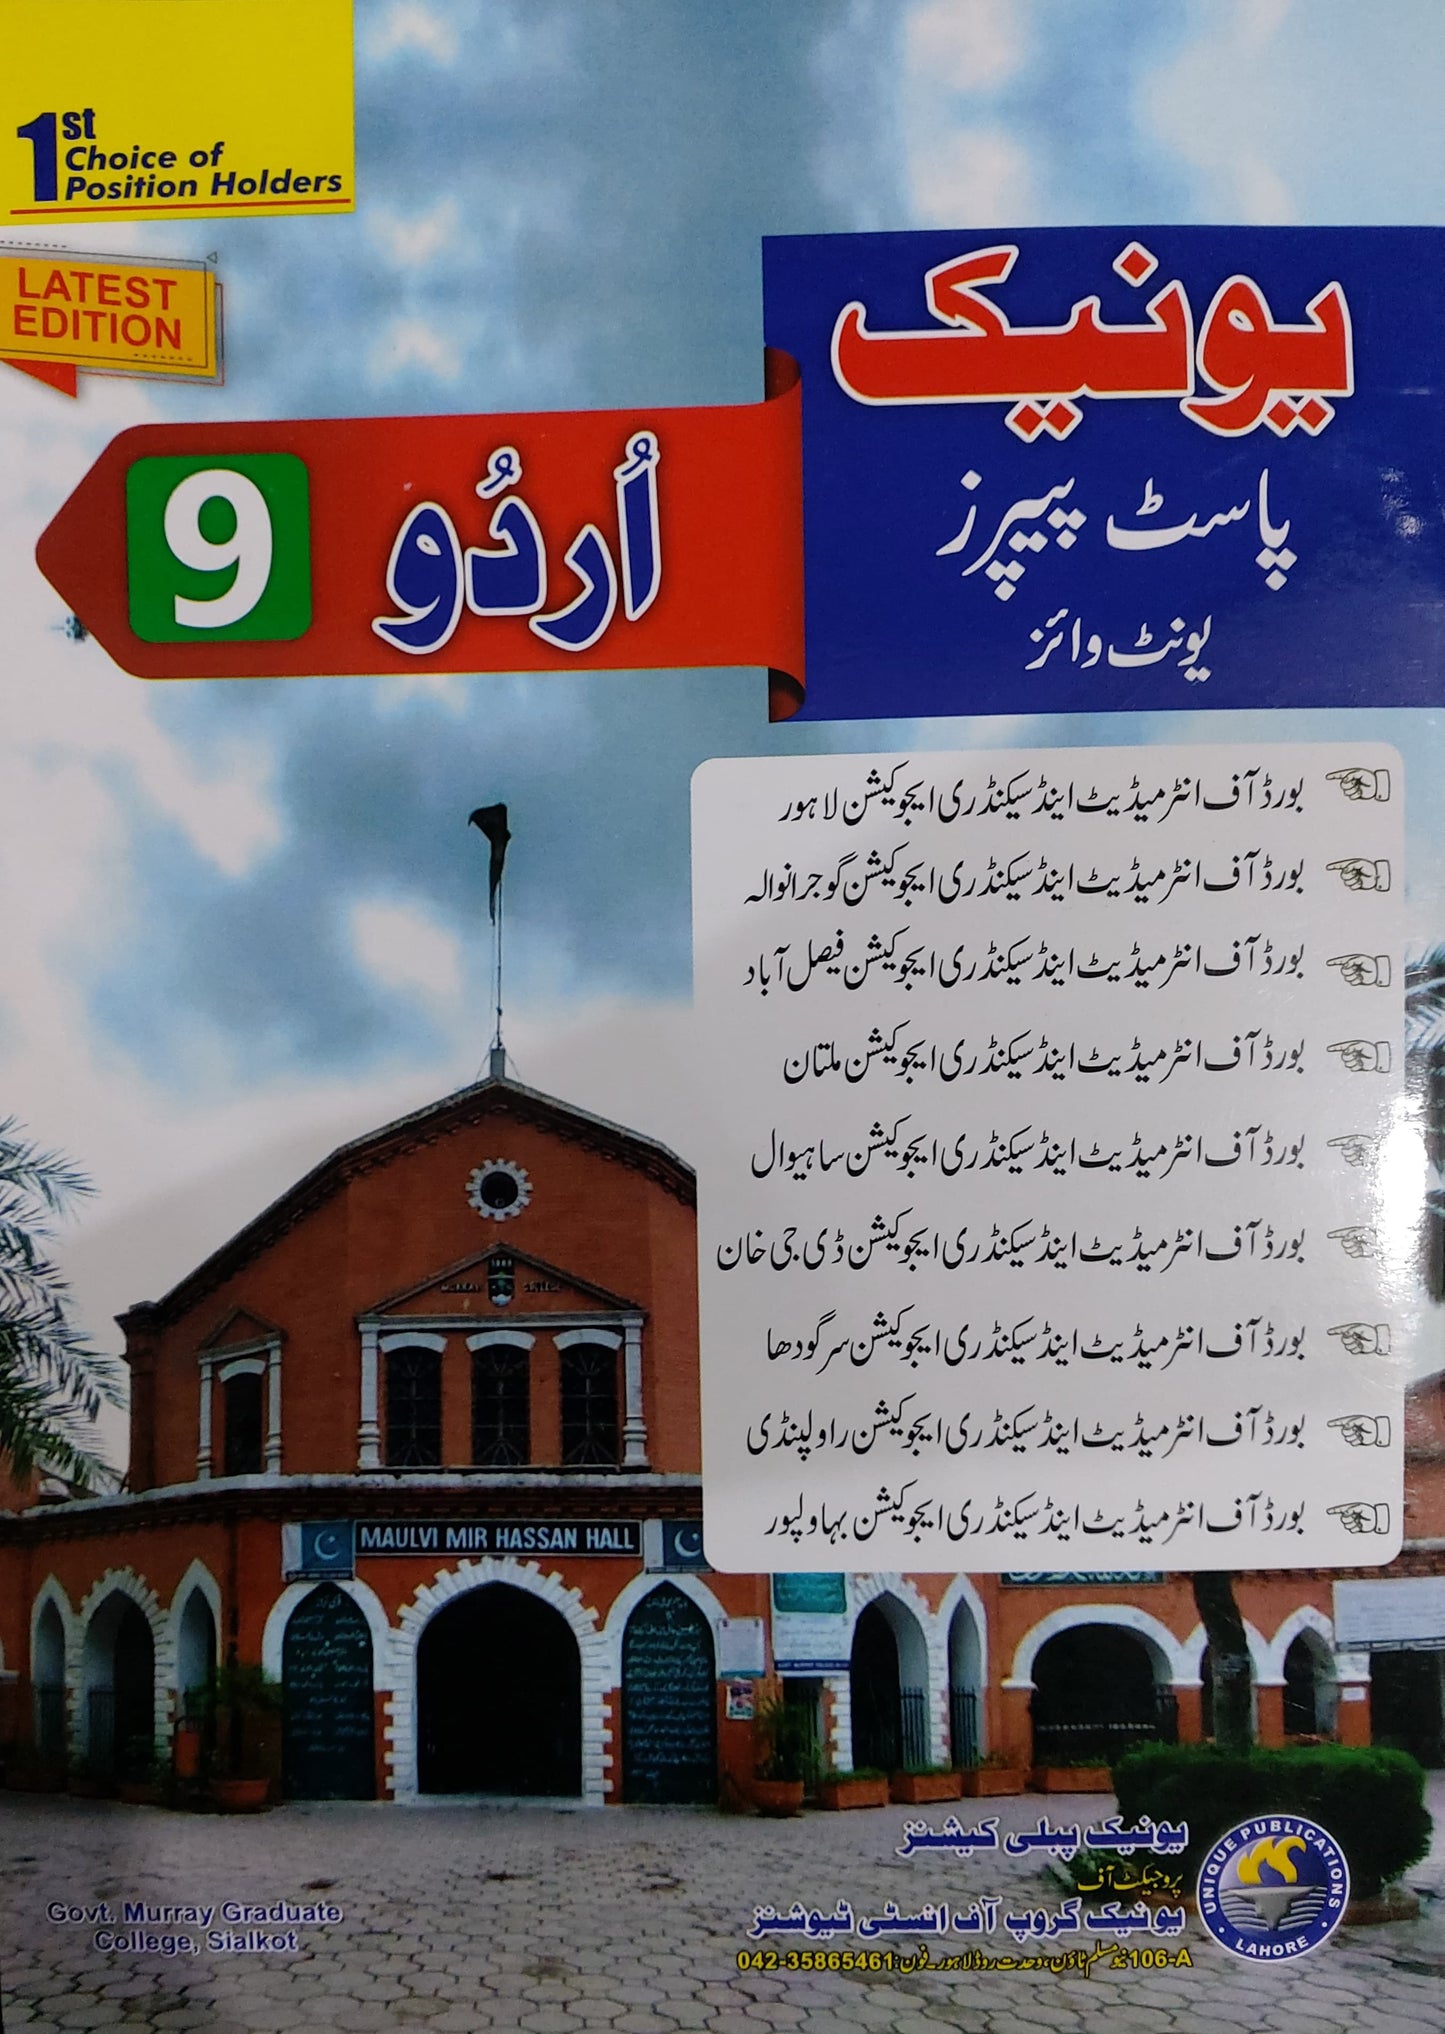 1st
Choice of
Position Holders
LATEST
EDITION
یونیک
پاسٹ پیپرز
یونٹ وائز
اُردُو 9
بورڈ آف انٹرمیڈیٹ اینڈ سیکنڈری ایجوکیشن لاہور
بورڈ آف انٹرمیڈیٹ اینڈ سیکنڈری ایجوکیشن گوجرانوالہ
بورڈ آف انٹرمیڈیٹ اینڈ سیکنڈری ایجوکیشن فیصل آباد
بورڈ آف انٹرمیڈیٹ اینڈ سیکنڈری ایجوکیشن ملتان
بورڈ آف انٹرمیڈیٹ اینڈ سیکنڈری ایجوکیشن ساہیوال
بورڈ آف انٹرمیڈیٹ اینڈ سیکنڈری ایجوکیشن ڈی جی خان
بورڈ آف انٹرمیڈیٹ اینڈ سیکنڈری ایجوکیشن سرگودھا
بورڈ آف انٹرمیڈیٹ اینڈ سیکنڈری ایجوکیشن راولپنڈی
بورڈ آف انٹرمیڈیٹ اینڈ سیکنڈری ایجوکیشن بہاولپور
MAULVI MIR HASSAN HALL
یونیک پبلی کیشنز
پروجیکٹ آف
یونیک گروپ آف انسٹی ٹیوشنز
106-A نیو مسلم ٹاؤن، وحدت روڈ لاہور۔ فون: 042-35865461
UNIQUE PUBLICATIONS
LAHORE
Govt. Murray Graduate
College, Sialkot